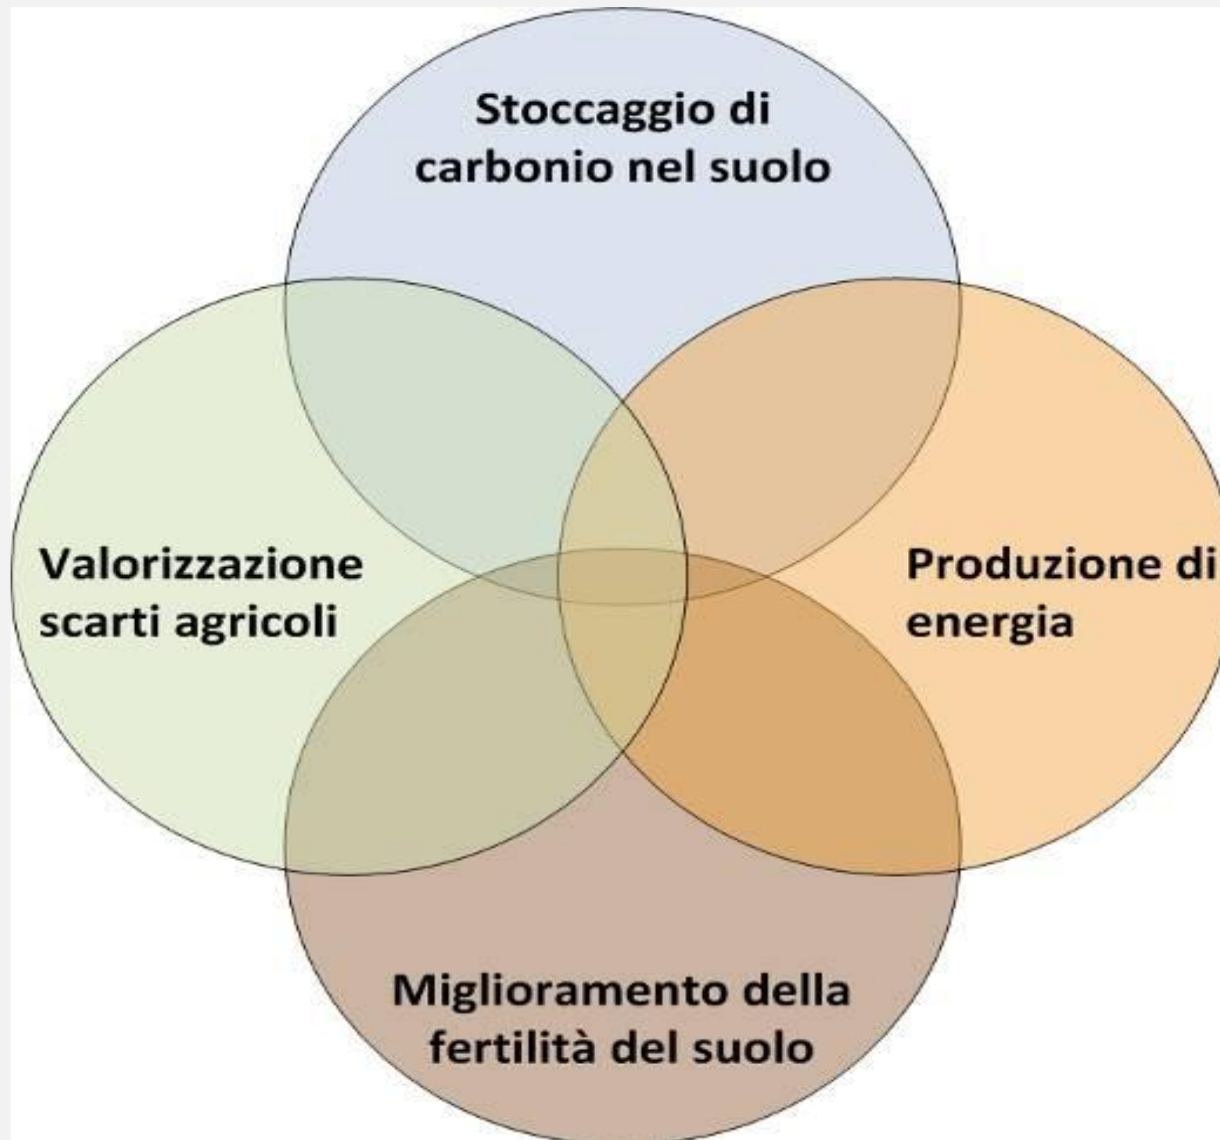 Stoccaggio di
carbonio nel suolo
Valorizzazione
scarti agricoli
Produzione di
energia
Miglioramento della
fertilità del suolo